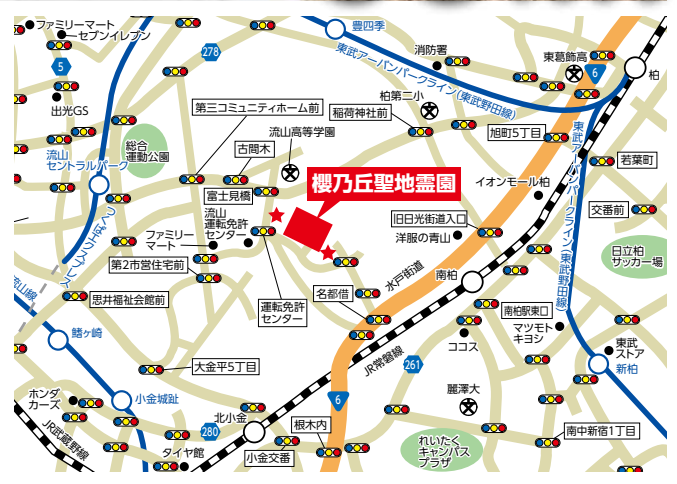 ファミリーマート
セブンイレブン
5
出光GS
278
豊四季
東武アーバンパークライン(東武野田線)
消防署
東葛飾高
6
柏
柏第二小
第三コミュニティホーム前
稲荷神社前
旭町5丁目
流山高等学園
古間木
総合
運動公園
流山
セントラルパーク
若葉町
櫻乃丘聖地霊園
富士見橋
イオンモール柏
交番前
流山
運転免許
センター
ファミリー
マート
旧日光街道入口
洋服の青山
東武アーバンパークライン(東武野田線)
日立柏
サッカー場
つくばエクスプレス
第2市営住宅前
水戸街道
南柏
流山線
思井福祉会館前
運転免許
センター
名都借
南柏駅東口
マツモト
キヨシ
ココス
鰭ヶ崎
東武
ストア
新柏
大金平5丁目
JR常磐線
261
6
麗澤大
ホンダ
カーズ
小金城趾
北小金
根木内
280
JR武蔵野線
タイヤ館
小金交番
れいたく
キャンパス
プラザ
南中新宿1丁目